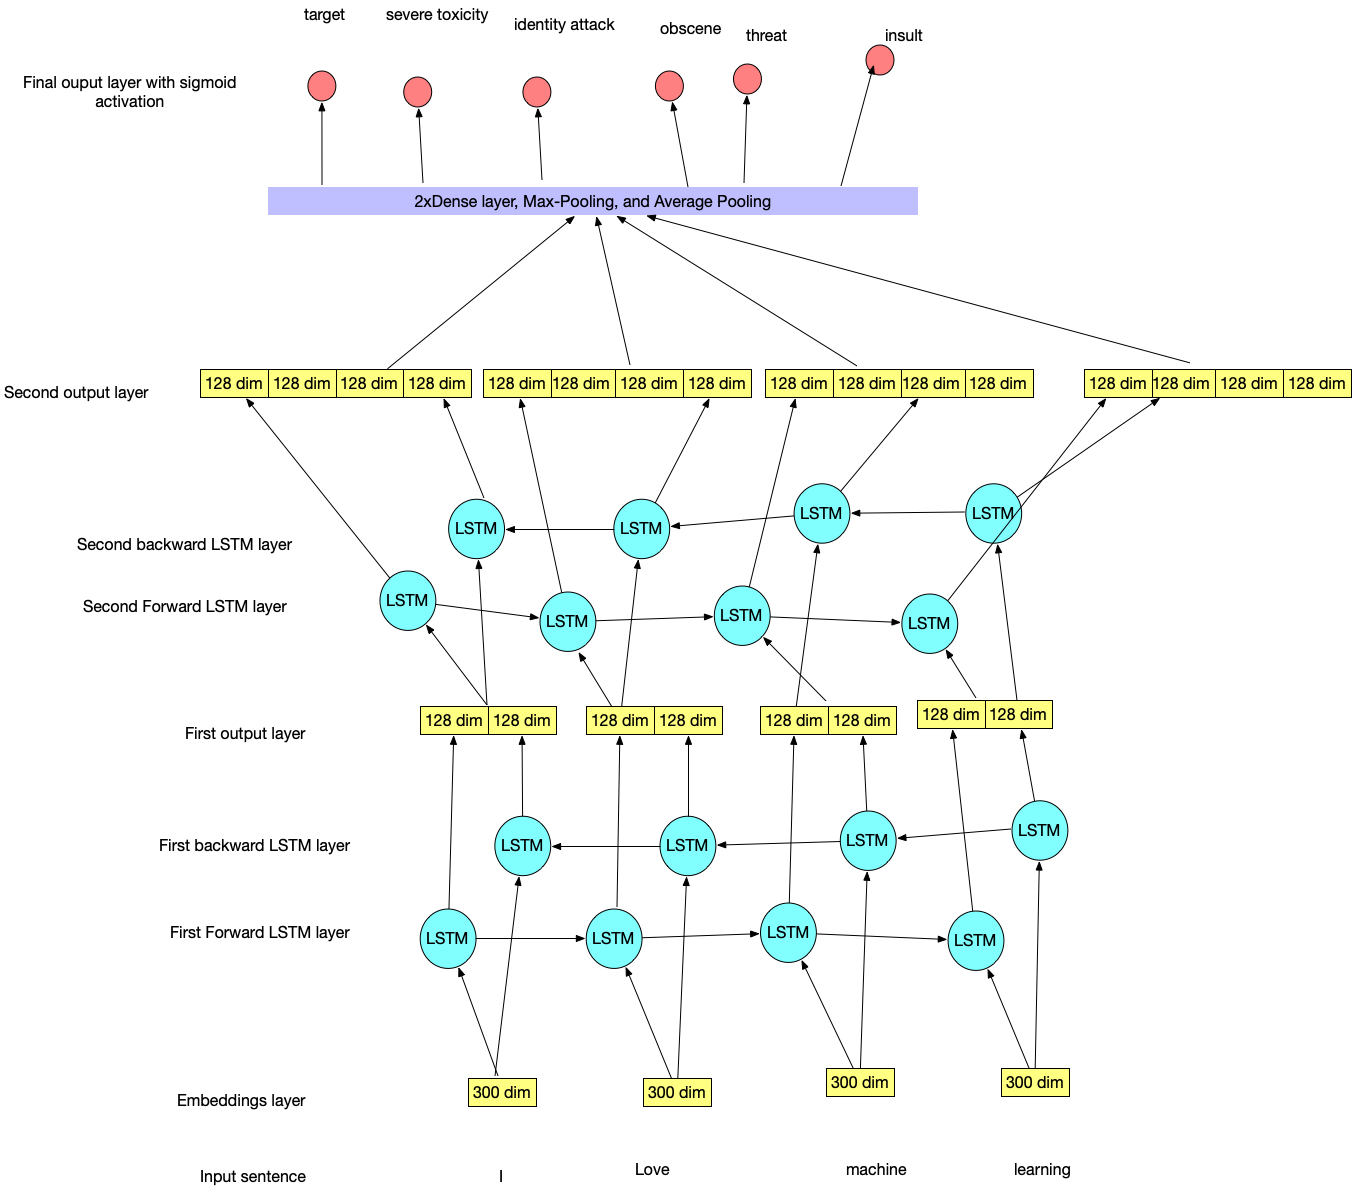 target
severe toxicity
identity attack
obscene
threat
insult
Final ouput layer with sigmoid
activation
2xDense layer, Max-Pooling, and Average Pooling
Second output layer
128 dim 128 dim 128 dim 128 dim
128 dim 128 dim 128 dim 128 dim
128 dim 128 dim 128 dim 128 dim
128 dim 128 dim 128 dim 128 dim
LSTM LSTM LSTM LSTM
Second backward LSTM layer
Second Forward LSTM layer
LSTM LSTM LSTM LSTM
First output layer
128 dim 128 dim
128 dim 128 dim
128 dim 128 dim
128 dim 128 dim
First backward LSTM layer
LSTM LSTM LSTM LSTM
First Forward LSTM layer
LSTM LSTM LSTM LSTM
Embeddings layer
300 dim
300 dim
300 dim
300 dim
Input sentence
I
Love
machine
learning